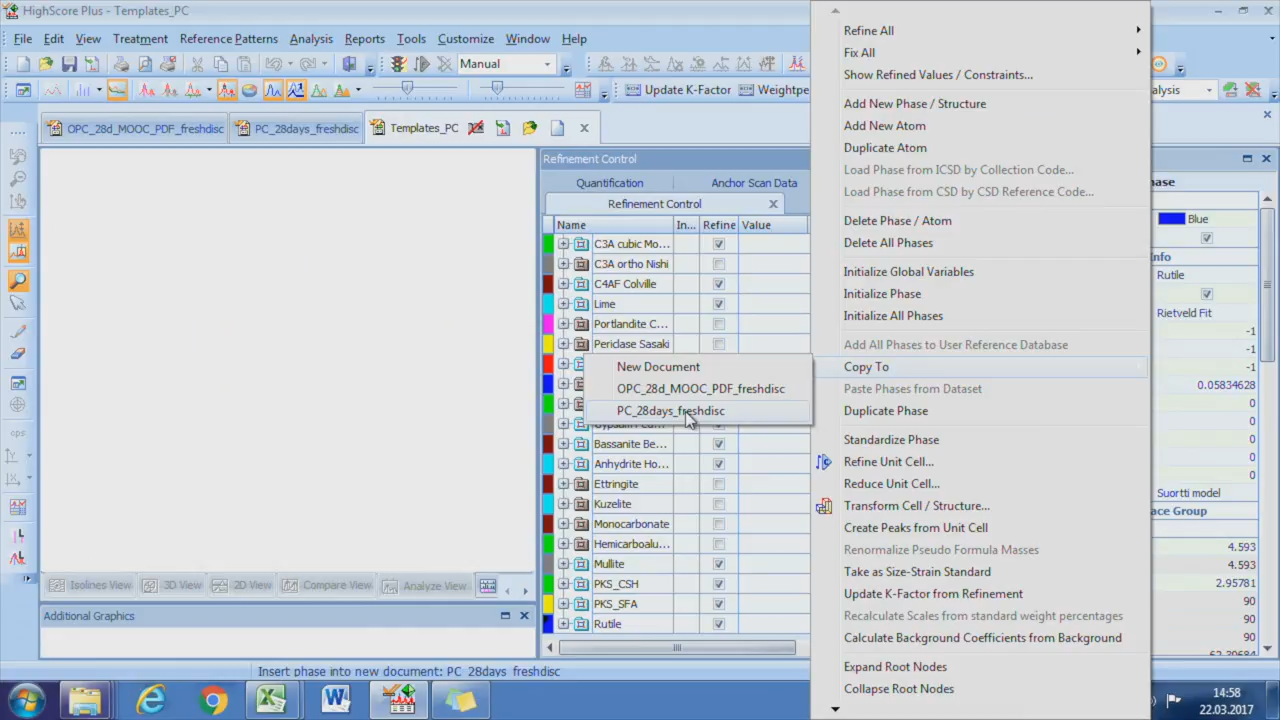 HighScore Plus - Templates_PC
File Edit View Treatment Reference Patterns Analysis Reports Tools Customize Window Help
Manual
Update K-Factor
Weightpe
alysis
OPC_28d_MOOC_PDF_freshdisc
PC_28days_freshdisc
Templates_PC
Refinement Control
Quantification
Anchor Scan Data
Refinement Control
Name In... Refine Value
C3A cubic Mo...
C3A ortho Nishi
C4AF Colville
Lime
Portlandite C...
Periclase Sasaki
Bassanite Be...
Anhydrite Ho...
Ettringite
Kuzelite
Monocarbonate
Hemicarboalu...
Mullite
PKS_CSH
PKS_SFA
Rutile
New Document
OPC_28d_MOOC_PDF_freshdisc
PC_28days_freshdisc
Refine All
Fix All
Show Refined Values / Constraints...
Add New Phase / Structure
Add New Atom
Duplicate Atom
Load Phase from ICSD by Collection Code...
Load Phase from CSD by CSD Reference Code...
Delete Phase / Atom
Delete All Phases
Initialize Global Variables
Initialize Phase
Initialize All Phases
Add All Phases to User Reference Database
Copy To
Paste Phases from Dataset
Duplicate Phase
Standardize Phase
Refine Unit Cell...
Reduce Unit Cell...
Transform Cell / Structure...
Create Peaks from Unit Cell
Renormalize Pseudo Formula Masses
Take as Size-Strain Standard
Update K-Factor from Refinement
Recalculate Scales from standard weight percentages
Calculate Background Coefficients from Background
Expand Root Nodes
Collapse Root Nodes
hase
Blue
nfo
Rutile
Rietveld Fit
-1
-1
0.05834628
0
0
0
0
0
Suortti model
ace Group
4.593
4.593
2.95781
90
90
90
Isolines View
3D View
2D View
Compare View
Analyze View
Additional Graphics
Insert phase into new document: PC_28days_freshdisc
14:58
22.03.2017